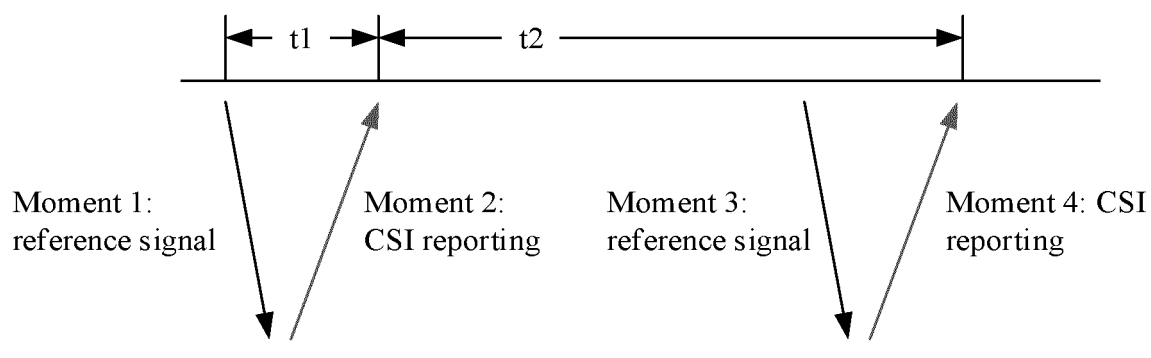 t1
t2
Moment 1:
reference signal
Moment 2:
CSI reporting
Moment 3:
reference signal
Moment 4: CSI
reporting